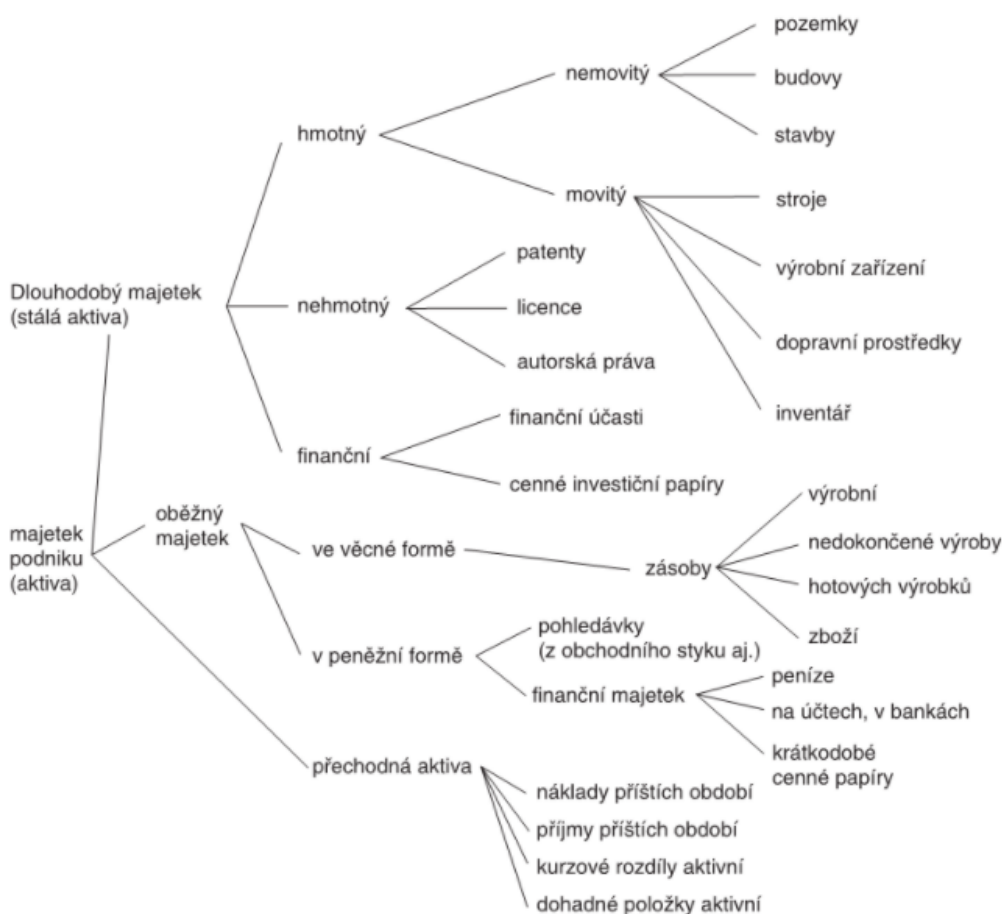 pozemky
nemovitý
budovy
hmotný
stavby
movitý
stroje
patenty
výrobní zařízení
Dlouhodobý majetek
(stálá aktiva)
nehmotný
licence
dopravní prostředky
autorská práva
inventář
finanční účasti
finanční
cenné investiční papíry
výrobní
oběžný
majetek
majetek
podniku
(aktiva)
ve věcné formě
nedokončené výroby
zásoby
hotových výrobků
zboží
pohledávky
(z obchodního styku aj.)
v peněžní formě
peníze
finanční majetek
na účtech, v bankách
krátkodobé
cenné papíry
přechodná aktiva
náklady příštích období
příjmy příštích období
kurzové rozdíly aktivní
dohadné položky aktivní